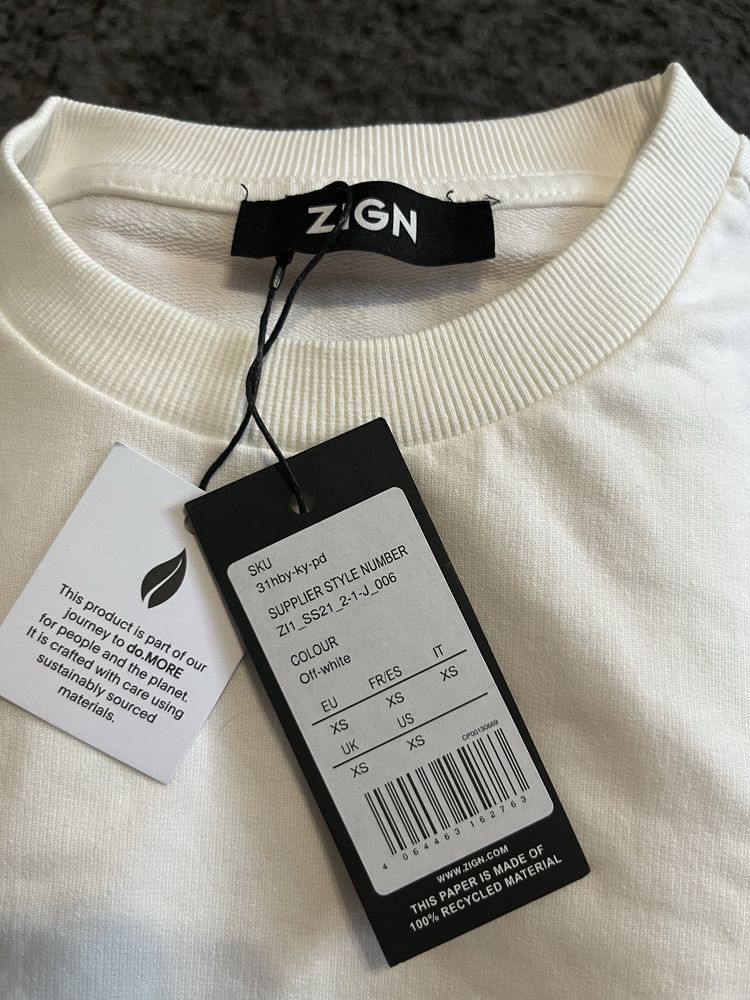 ZIGN
This product is part of our
journey to do.MORE
for people and the planet.
It is crafted with care using
sustainably sourced
materials.
SKU
31hby-ky-pd
SUPPLIER STYLE NUMBER
ZI1_SS21_2-1-J_006
COLOUR
Off-white
EU FR/ES IT
XS XS XS
UK US
XS XS
CP00130669
4 064463 162763
WWW.ZIGN.COM
THIS PAPER IS MADE OF
100% RECYCLED MATERIAL